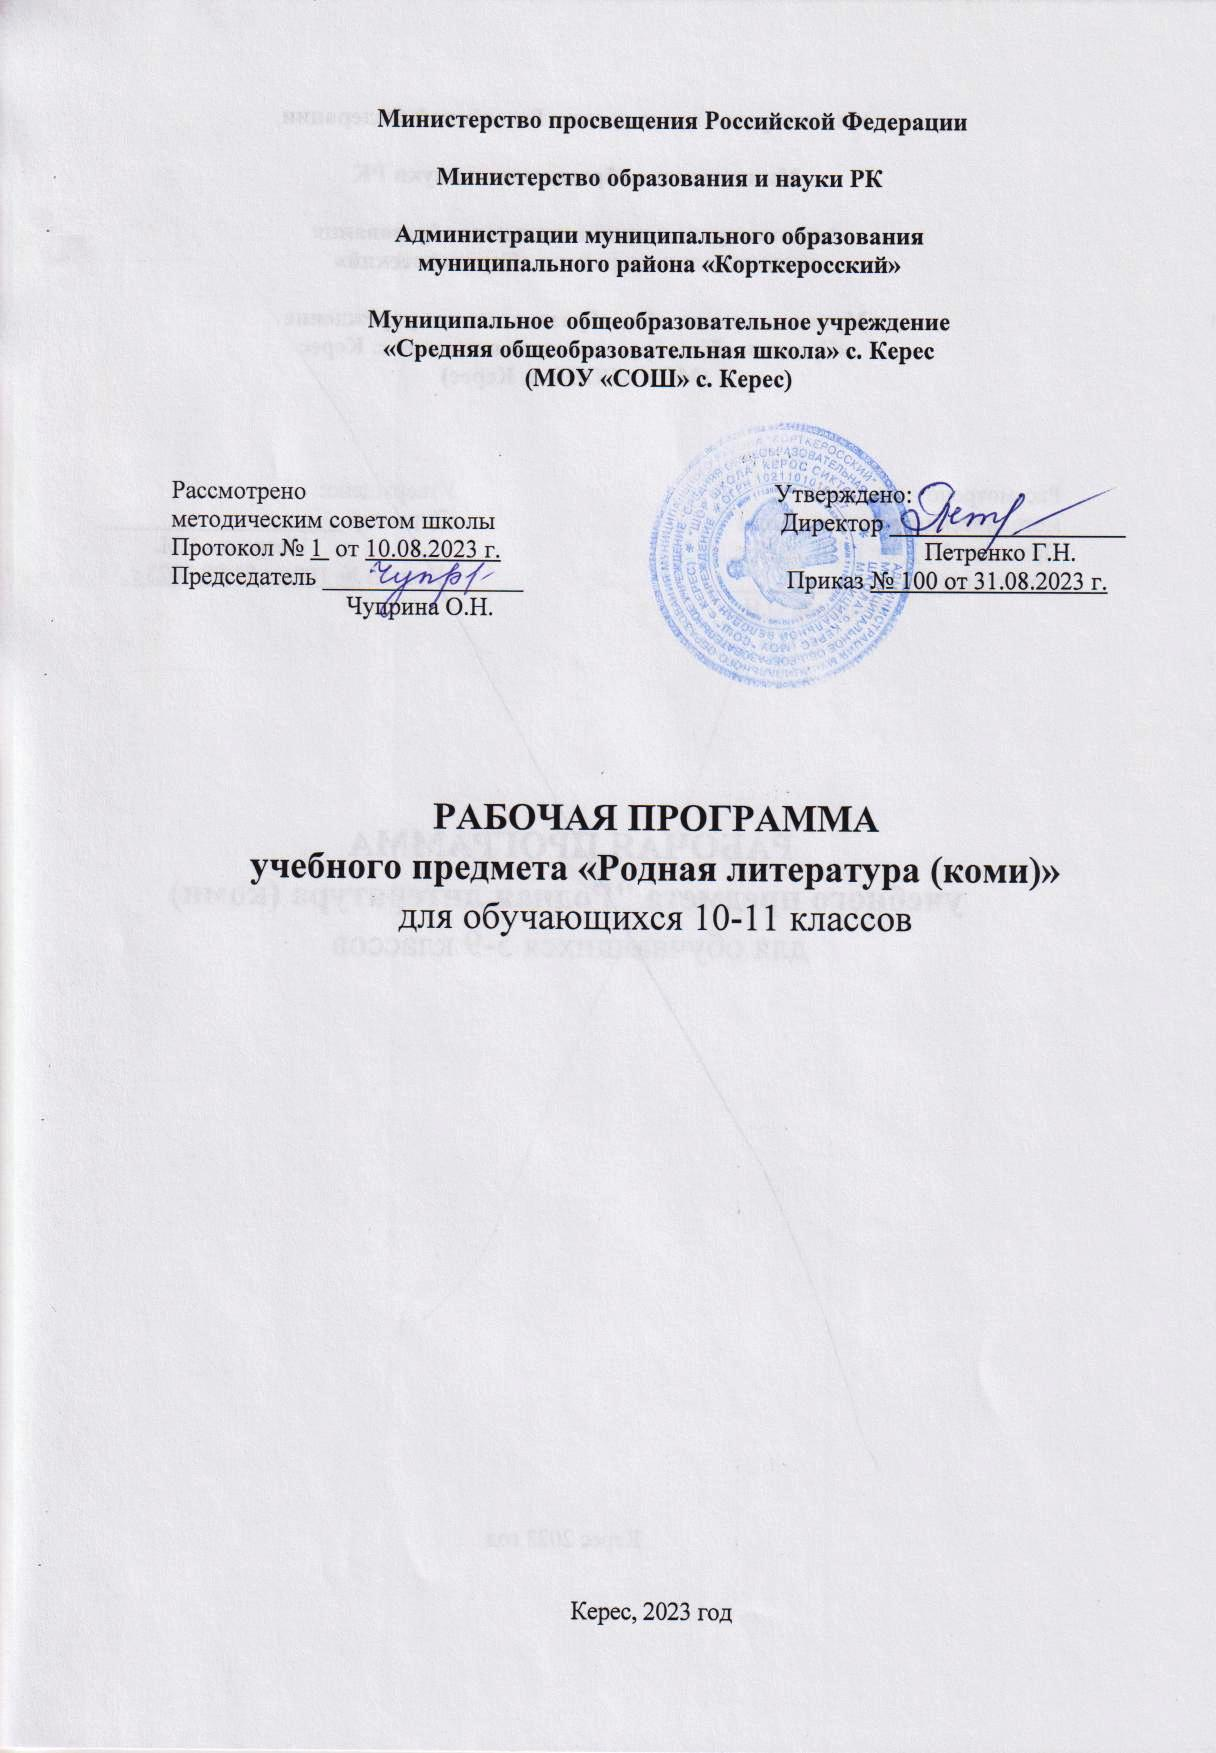 Министерство просвещения Российской Федерации
Министерство образования и науки РК
Администрации муниципального образования
муниципального района «Корткеросский»
Муниципальное общеобразовательное учреждение
«Средняя общеобразовательная школа» с. Керес
(МОУ «СОШ» с. Керес)
Рассмотрено
методическим советом школы
Протокол № 1 от 10.08.2023 г.
Председатель
Чуприна О.Н.
Утверждено:
Директор
Петренко Г.Н.
Приказ № 100 от 31.08.2023 г.
РАБОЧАЯ ПРОГРАММА
учебного предмета «Родная литература (коми)»
для обучающихся 10-11 классов
Керес, 2023 год